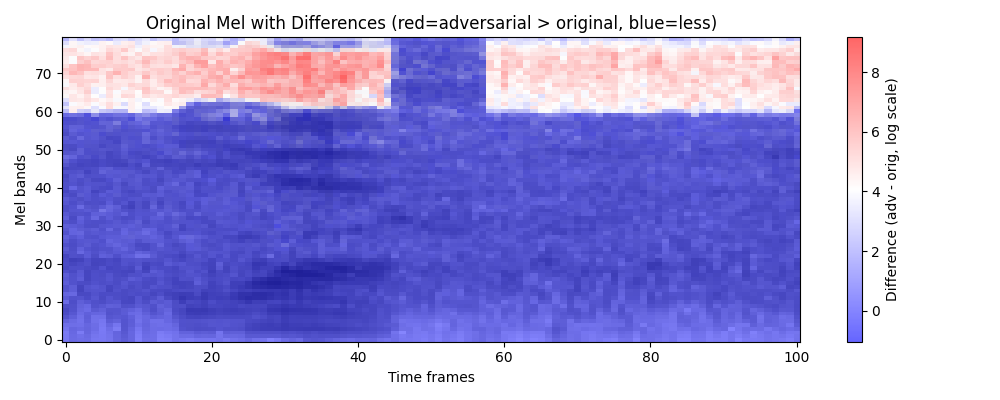 Original Mel with Differences (red=adversarial > original, blue=less)
Mel bands
70
60
50
40
30
20
10
0
0 20 40 60 80 100
Time frames
8
6
4
2
0
Difference (adv - orig, log scale)